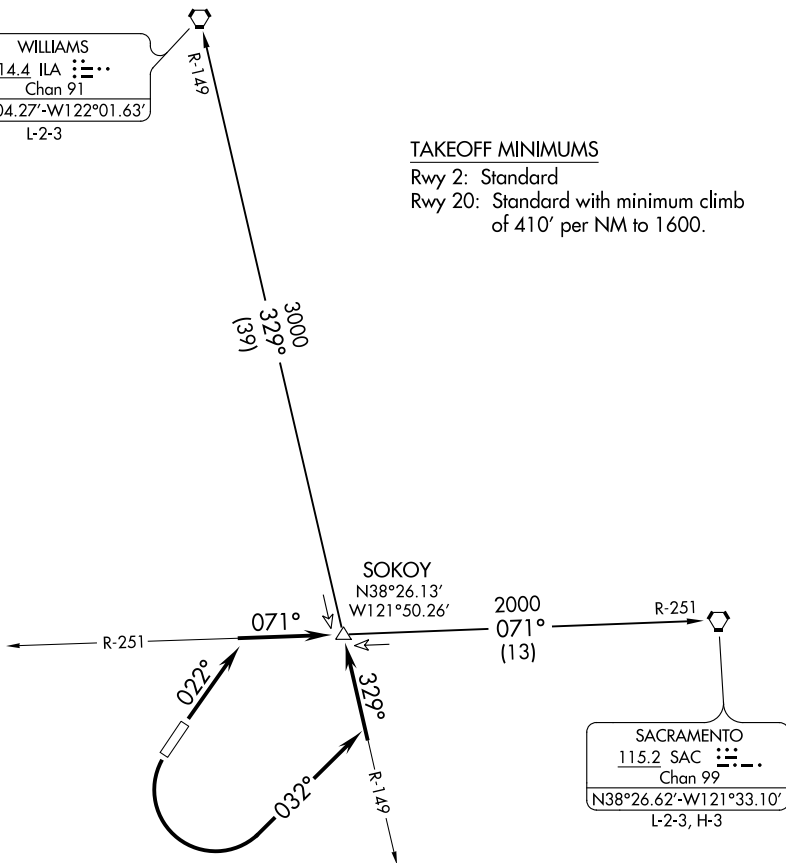 WILLIAMS
14.4 ILA
Chan 91
04.27′-W122°01.63′
L-2-3
R-149
TAKEOFF MINIMUMS
Rwy 2: Standard
Rwy 20: Standard with minimum climb
of 410′ per NM to 1600.
3000
329°
(39)
SOKOY
N38°26.13′
W121°50.26′
2000
071°
(13)
R-251
071°
R-251
022°
329°
032°
R-149
SACRAMENTO
115.2 SAC
Chan 99
N38°26.62′-W121°33.10′
L-2-3, H-3